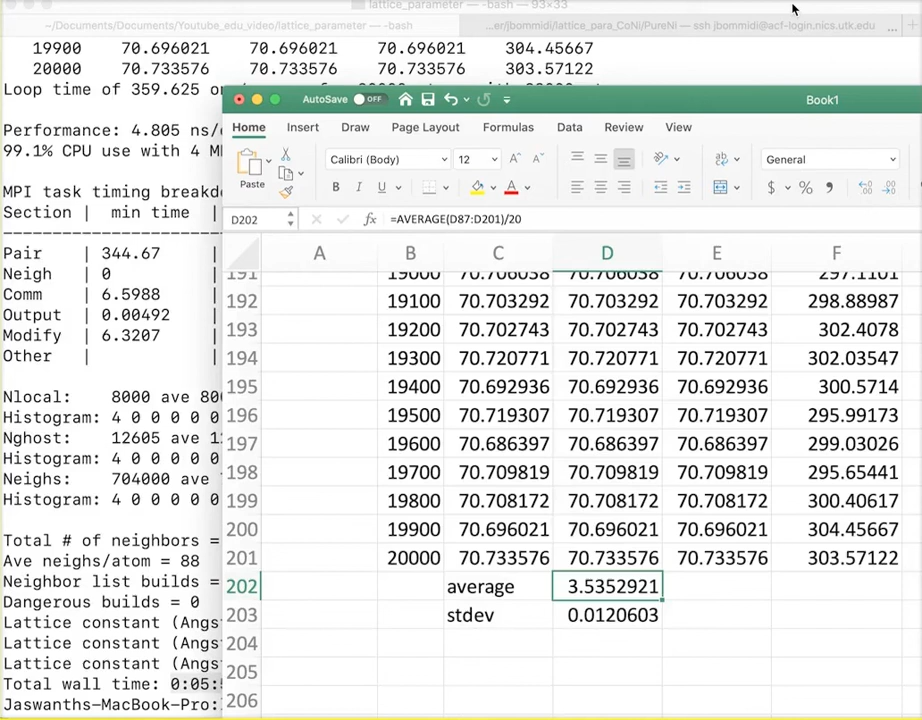 lattice_parameter — -bash — 93×33
~/Documents/Documents/Youtube_edu_video/lattice_parameter — -bash
...er/jbommidi/lattice_para_CoNi/PureNi — ssh jbommidi@acf-login.nics.utk.edu
...
19900 70.696021 70.696021 304.45667
20000 70.733576 70.733576 303.57122
Loop time of 359.625 on
Performance: 4.805 ns/
99.1% CPU use with 4 M
MPI task timing breakd
Section | min time |
Pair | 344.67
Neigh | 0
Comm | 6.5988
Output | 0.00492
Modify | 6.3207
Other |
Nlocal: 8000 ave 80
Histogram: 4 0 0 0 0 0
Nghost: 12605 ave 1
Histogram: 4 0 0 0 0 0
Neighs: 704000 ave
Histogram: 4 0 0 0 0 0
Total # of neighbors =
Ave neighs/atom = 88
Neighbor list builds =
Dangerous builds = 0
Lattice constant (Angs
Lattice constant (Angs
Lattice constant (Angs
Total wall time: 0:05:
Jaswanths-MacBook-Pro:
AutoSave OFF Book1
Home Insert Draw Page Layout Formulas Data Review View
Paste Calibri (Body) 12 A A General
B I U A $ % ,
D202 fx =AVERAGE(D87:D201)/20
A B C D E F
191 19000 70.706038 70.706038 70.706038 297.1101
192 19100 70.703292 70.703292 70.703292 298.88987
193 19200 70.702743 70.702743 70.702743 302.4078
194 19300 70.720771 70.720771 70.720771 302.03547
195 19400 70.692936 70.692936 70.692936 300.5714
196 19500 70.719307 70.719307 70.719307 295.99173
197 19600 70.686397 70.686397 70.686397 299.03026
198 19700 70.709819 70.709819 70.709819 295.65441
199 19800 70.708172 70.708172 70.708172 300.40617
200 19900 70.696021 70.696021 70.696021 304.45667
201 20000 70.733576 70.733576 70.733576 303.57122
202 average 3.5352921
203 stdev 0.0120603
204
205
206